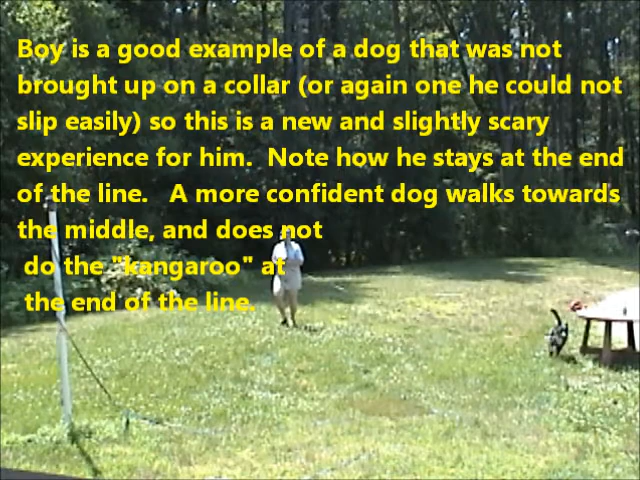 Boy is a good example of a dog that was not
brought up on a collar (or again one he could not
slip easily) so this is a new and slightly scary
experience for him.  Note how he stays at the end
of the line.   A more confident dog walks towards
the middle, and does not
do the "kangaroo" at
the end of the line.